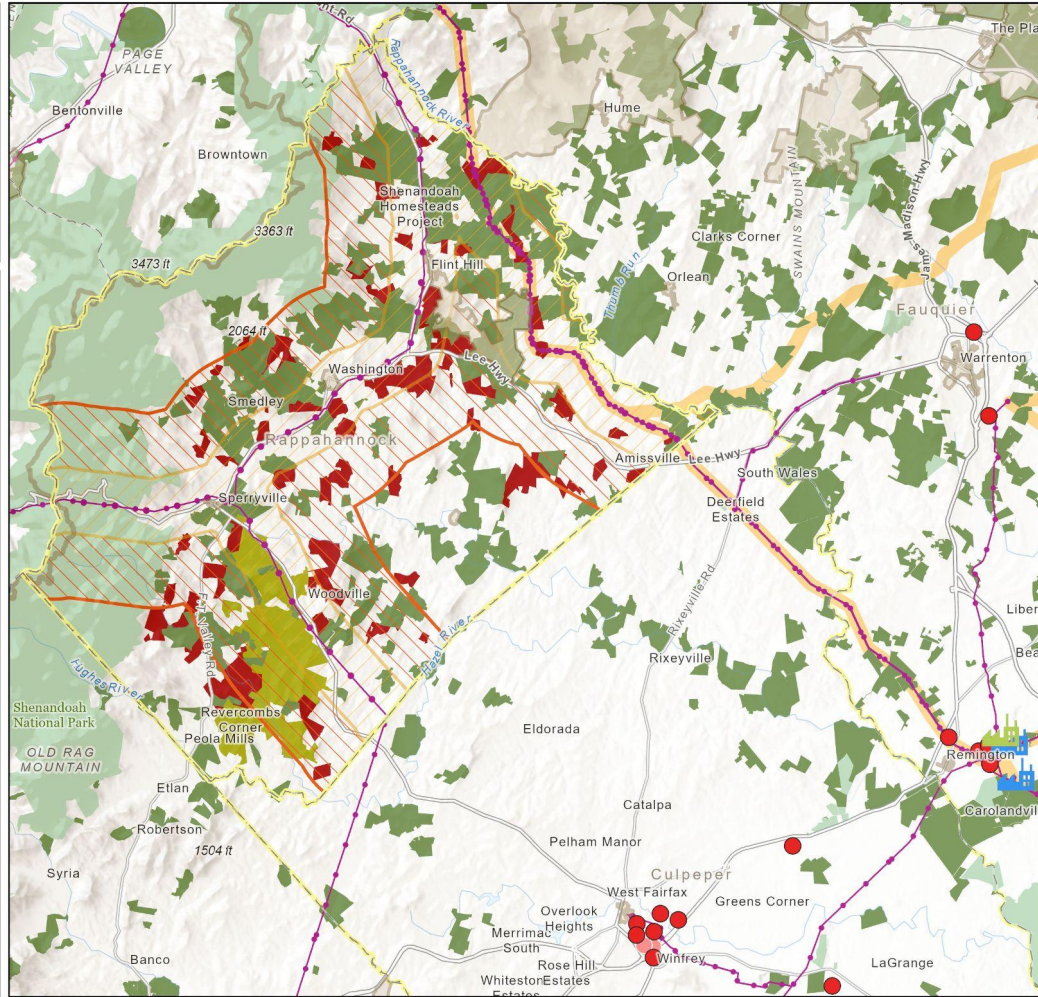 nt Rd
The Pla
PAGE
VALLEY
Rappahannock River
Bentonville
Hume
Browntown
SWAINS MOUNTAIN
James Madison Hwy
Shenandoah
Homesteads
Project
3363 ft
Clarks Corner
3473 ft
Flint Hill
Thumb Run
Orlean
Fauquier
2064 ft
Warrenton
Lee Hwy
Washington
Smedley
Rappahannock
Amissville
Lee Hwy
South Wales
Sperryville
Deerfield
Estates
Woodville
F.T. Valley Rd
Rixeyville Rd
Liber
Hazel River
Bea
Rixeyville
Hughes River
Shenandoah
National Park
Revercombs
Corner
Peola Mills
Eldorada
OLD RAG
MOUNTAIN
Remington
Etlan
Catalpa
Carolandvil
Robertson
1504 ft
Pelham Manor
Syria
Culpeper
West Fairfax
Greens Corner
Overlook
Heights
Merrimac
South
Banco
Rose Hill
Winfrey
LaGrange
Whiteston
Estates
Estates